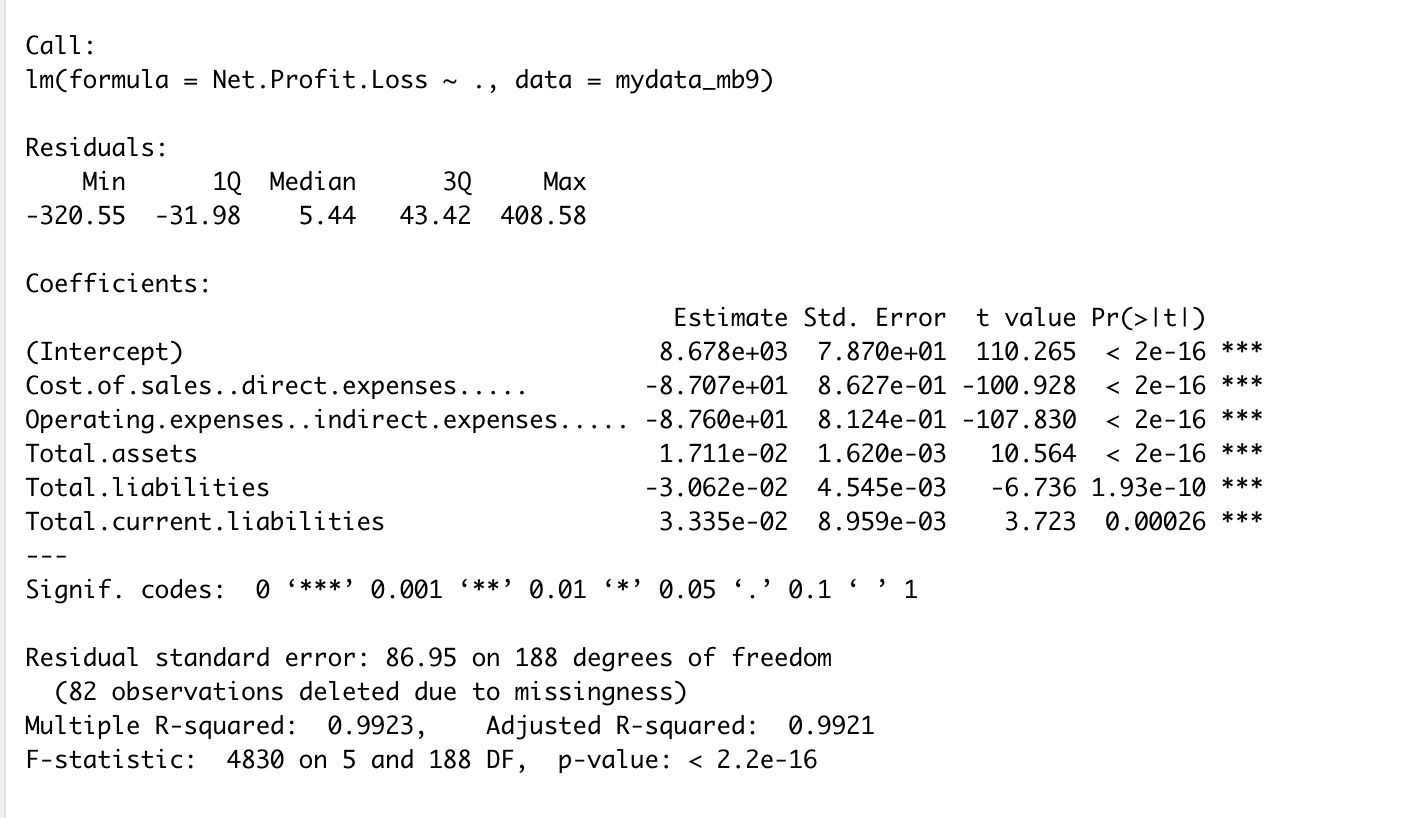 Call:
lm(formula = Net.Profit.Loss ~ ., data = mydata_mb9)
Residuals:
Min 1Q Median 3Q Max
-320.55 -31.98 5.44 43.42 408.58
Coefficients:
Estimate Std. Error t value Pr(>|t|)
(Intercept) 8.678e+03 7.870e+01 110.265 < 2e-16 ***
Cost.of.sales..direct.expenses..... -8.707e+01 8.627e-01 -100.928 < 2e-16 ***
Operating.expenses..indirect.expenses..... -8.760e+01 8.124e-01 -107.830 < 2e-16 ***
Total.assets 1.711e-02 1.620e-03 10.564 < 2e-16 ***
Total.liabilities -3.062e-02 4.545e-03 -6.736 1.93e-10 ***
Total.current.liabilities 3.335e-02 8.959e-03 3.723 0.00026 ***
---
Signif. codes: 0 ‘***’ 0.001 ‘**’ 0.01 ‘*’ 0.05 ‘.’ 0.1 ‘ ’ 1
Residual standard error: 86.95 on 188 degrees of freedom
(82 observations deleted due to missingness)
Multiple R-squared: 0.9923, Adjusted R-squared: 0.9921
F-statistic: 4830 on 5 and 188 DF, p-value: < 2.2e-16